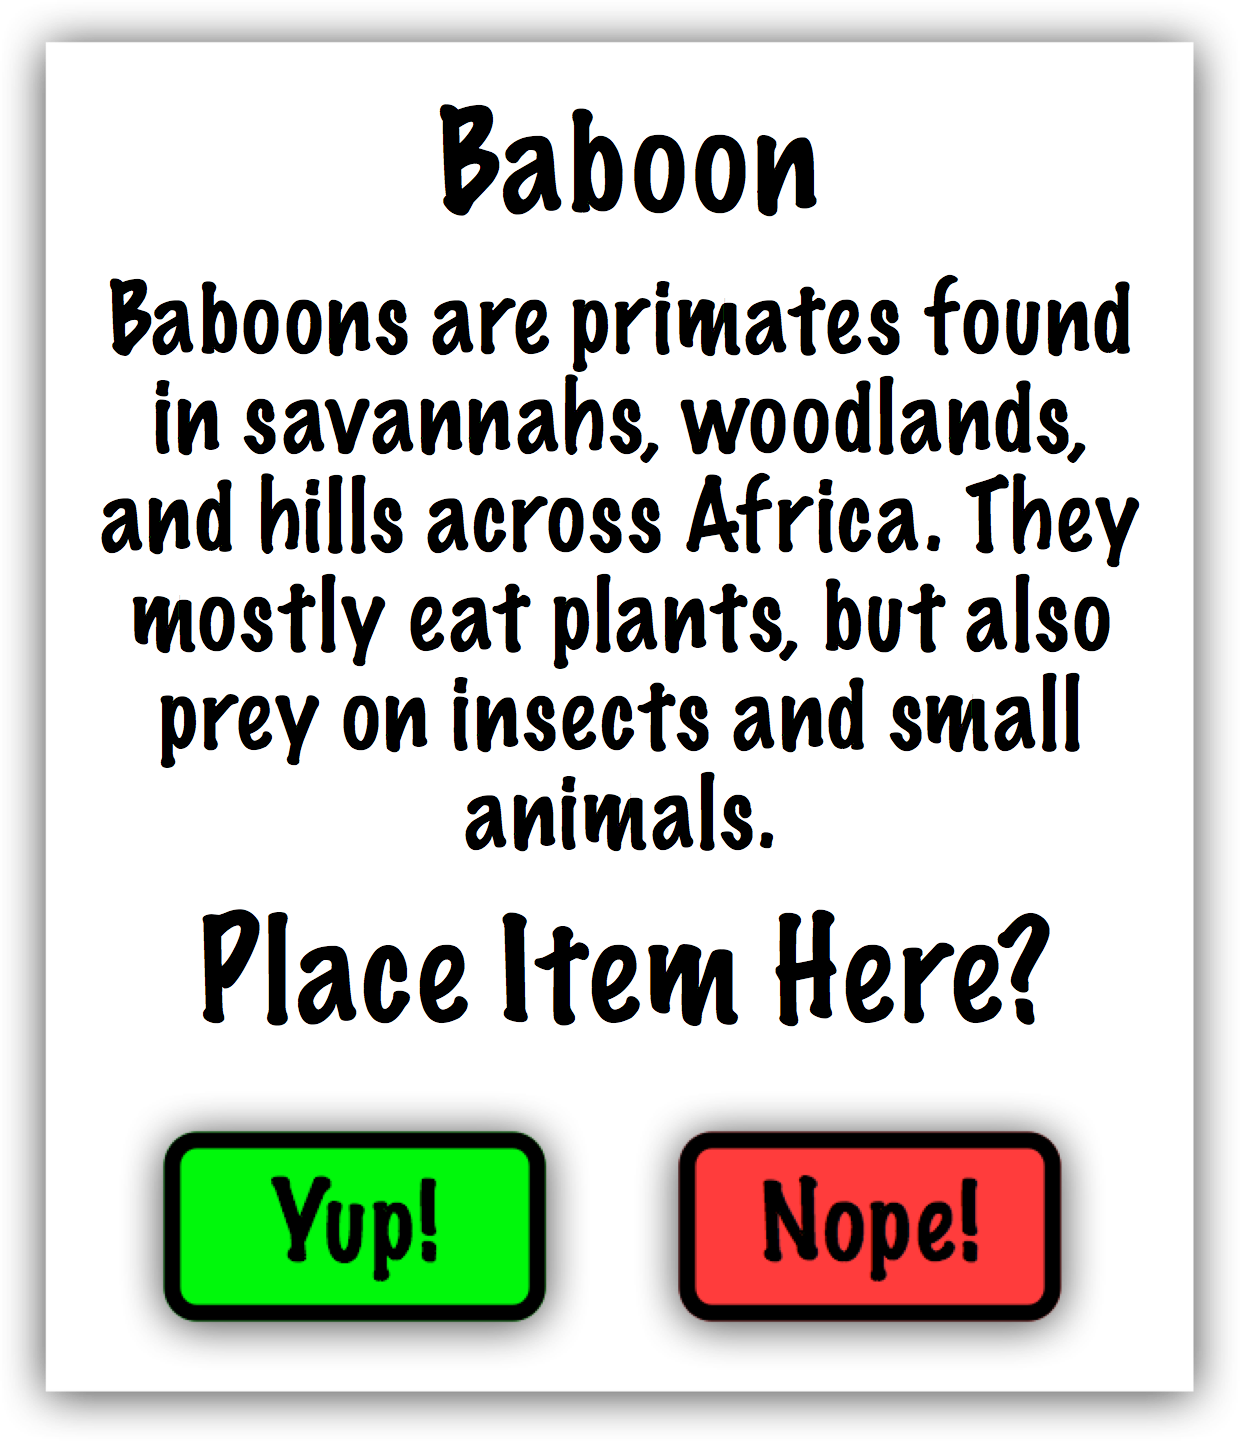 Baboon
Baboons are primates found
in savannahs, woodlands,
and hills across Africa. They
mostly eat plants, but also
prey on insects and small
animals.
Place Item Here?
Yup!
Nope!